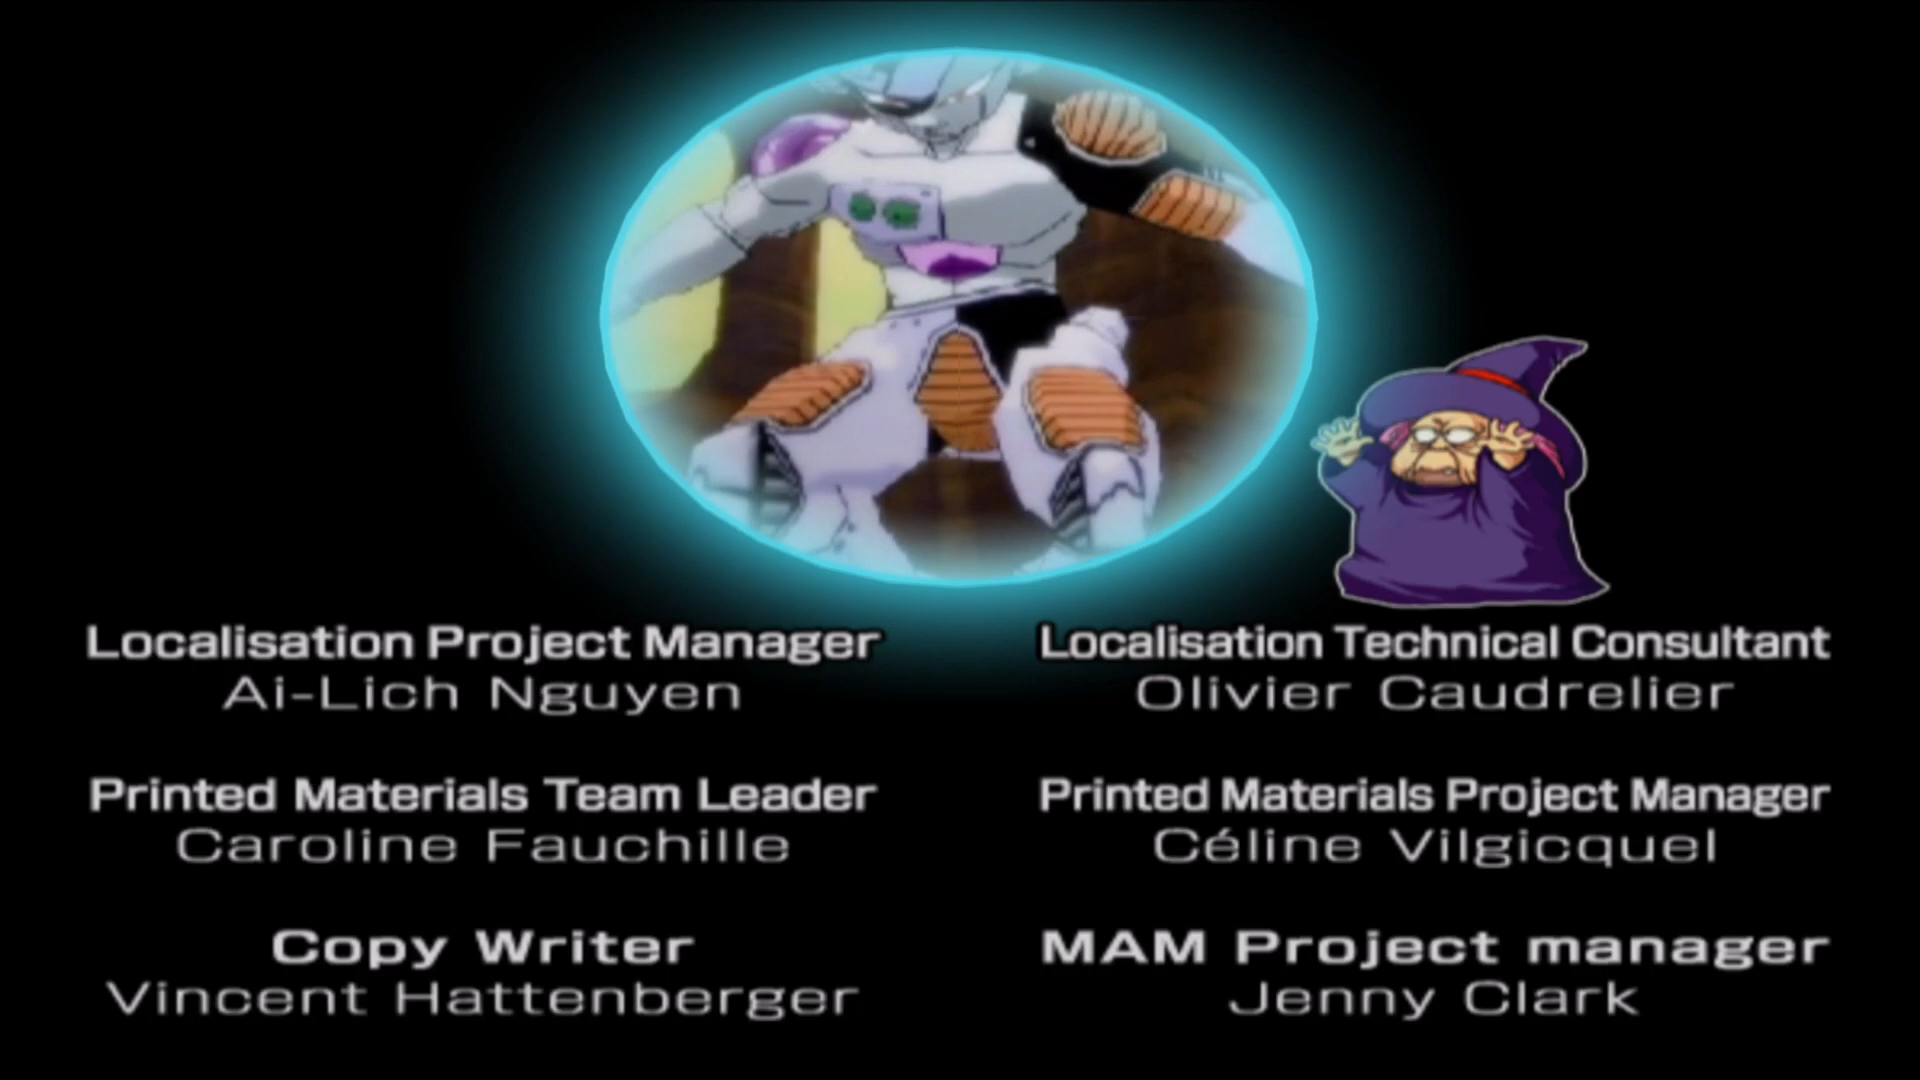 Localisation Project Manager
Ai-Lich Nguyen
Localisation Technical Consultant
Olivier Caudrelier
Printed Materials Team Leader
Caroline Fauchille
Printed Materials Project Manager
Céline Vilgicquel
Copy Writer
Vincent Hattenberger
MAM Project manager
Jenny Clark